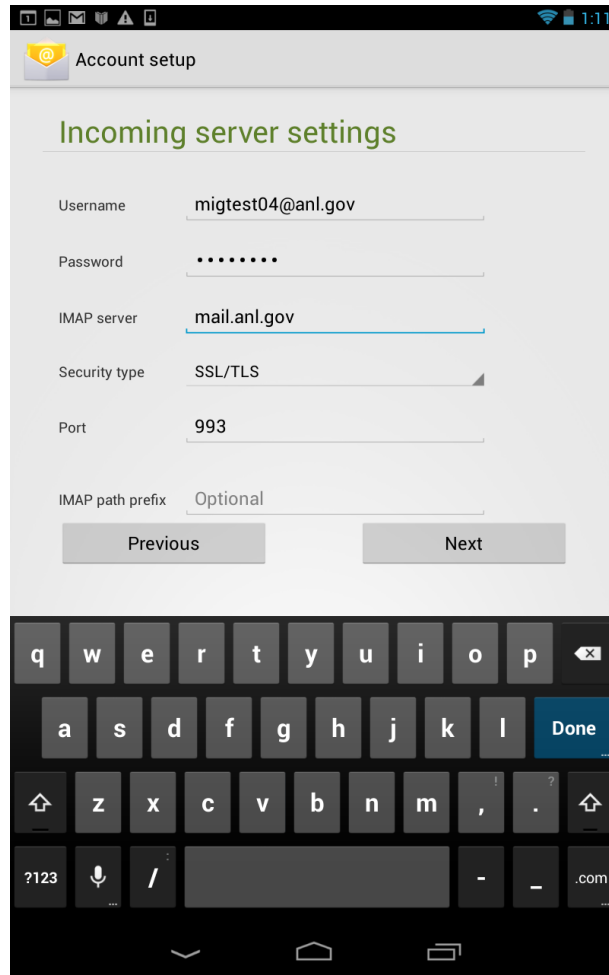 1:11
Account setup
Incoming server settings
Username migtest04@anl.gov
Password ••••••••
IMAP server mail.anl.gov
Security type SSL/TLS
Port 993
IMAP path prefix Optional
Previous Next
q w e r t y u i o p
a s d f g h j k l Done
z x c v b n m , ! . ?
?123 / : - _ .com